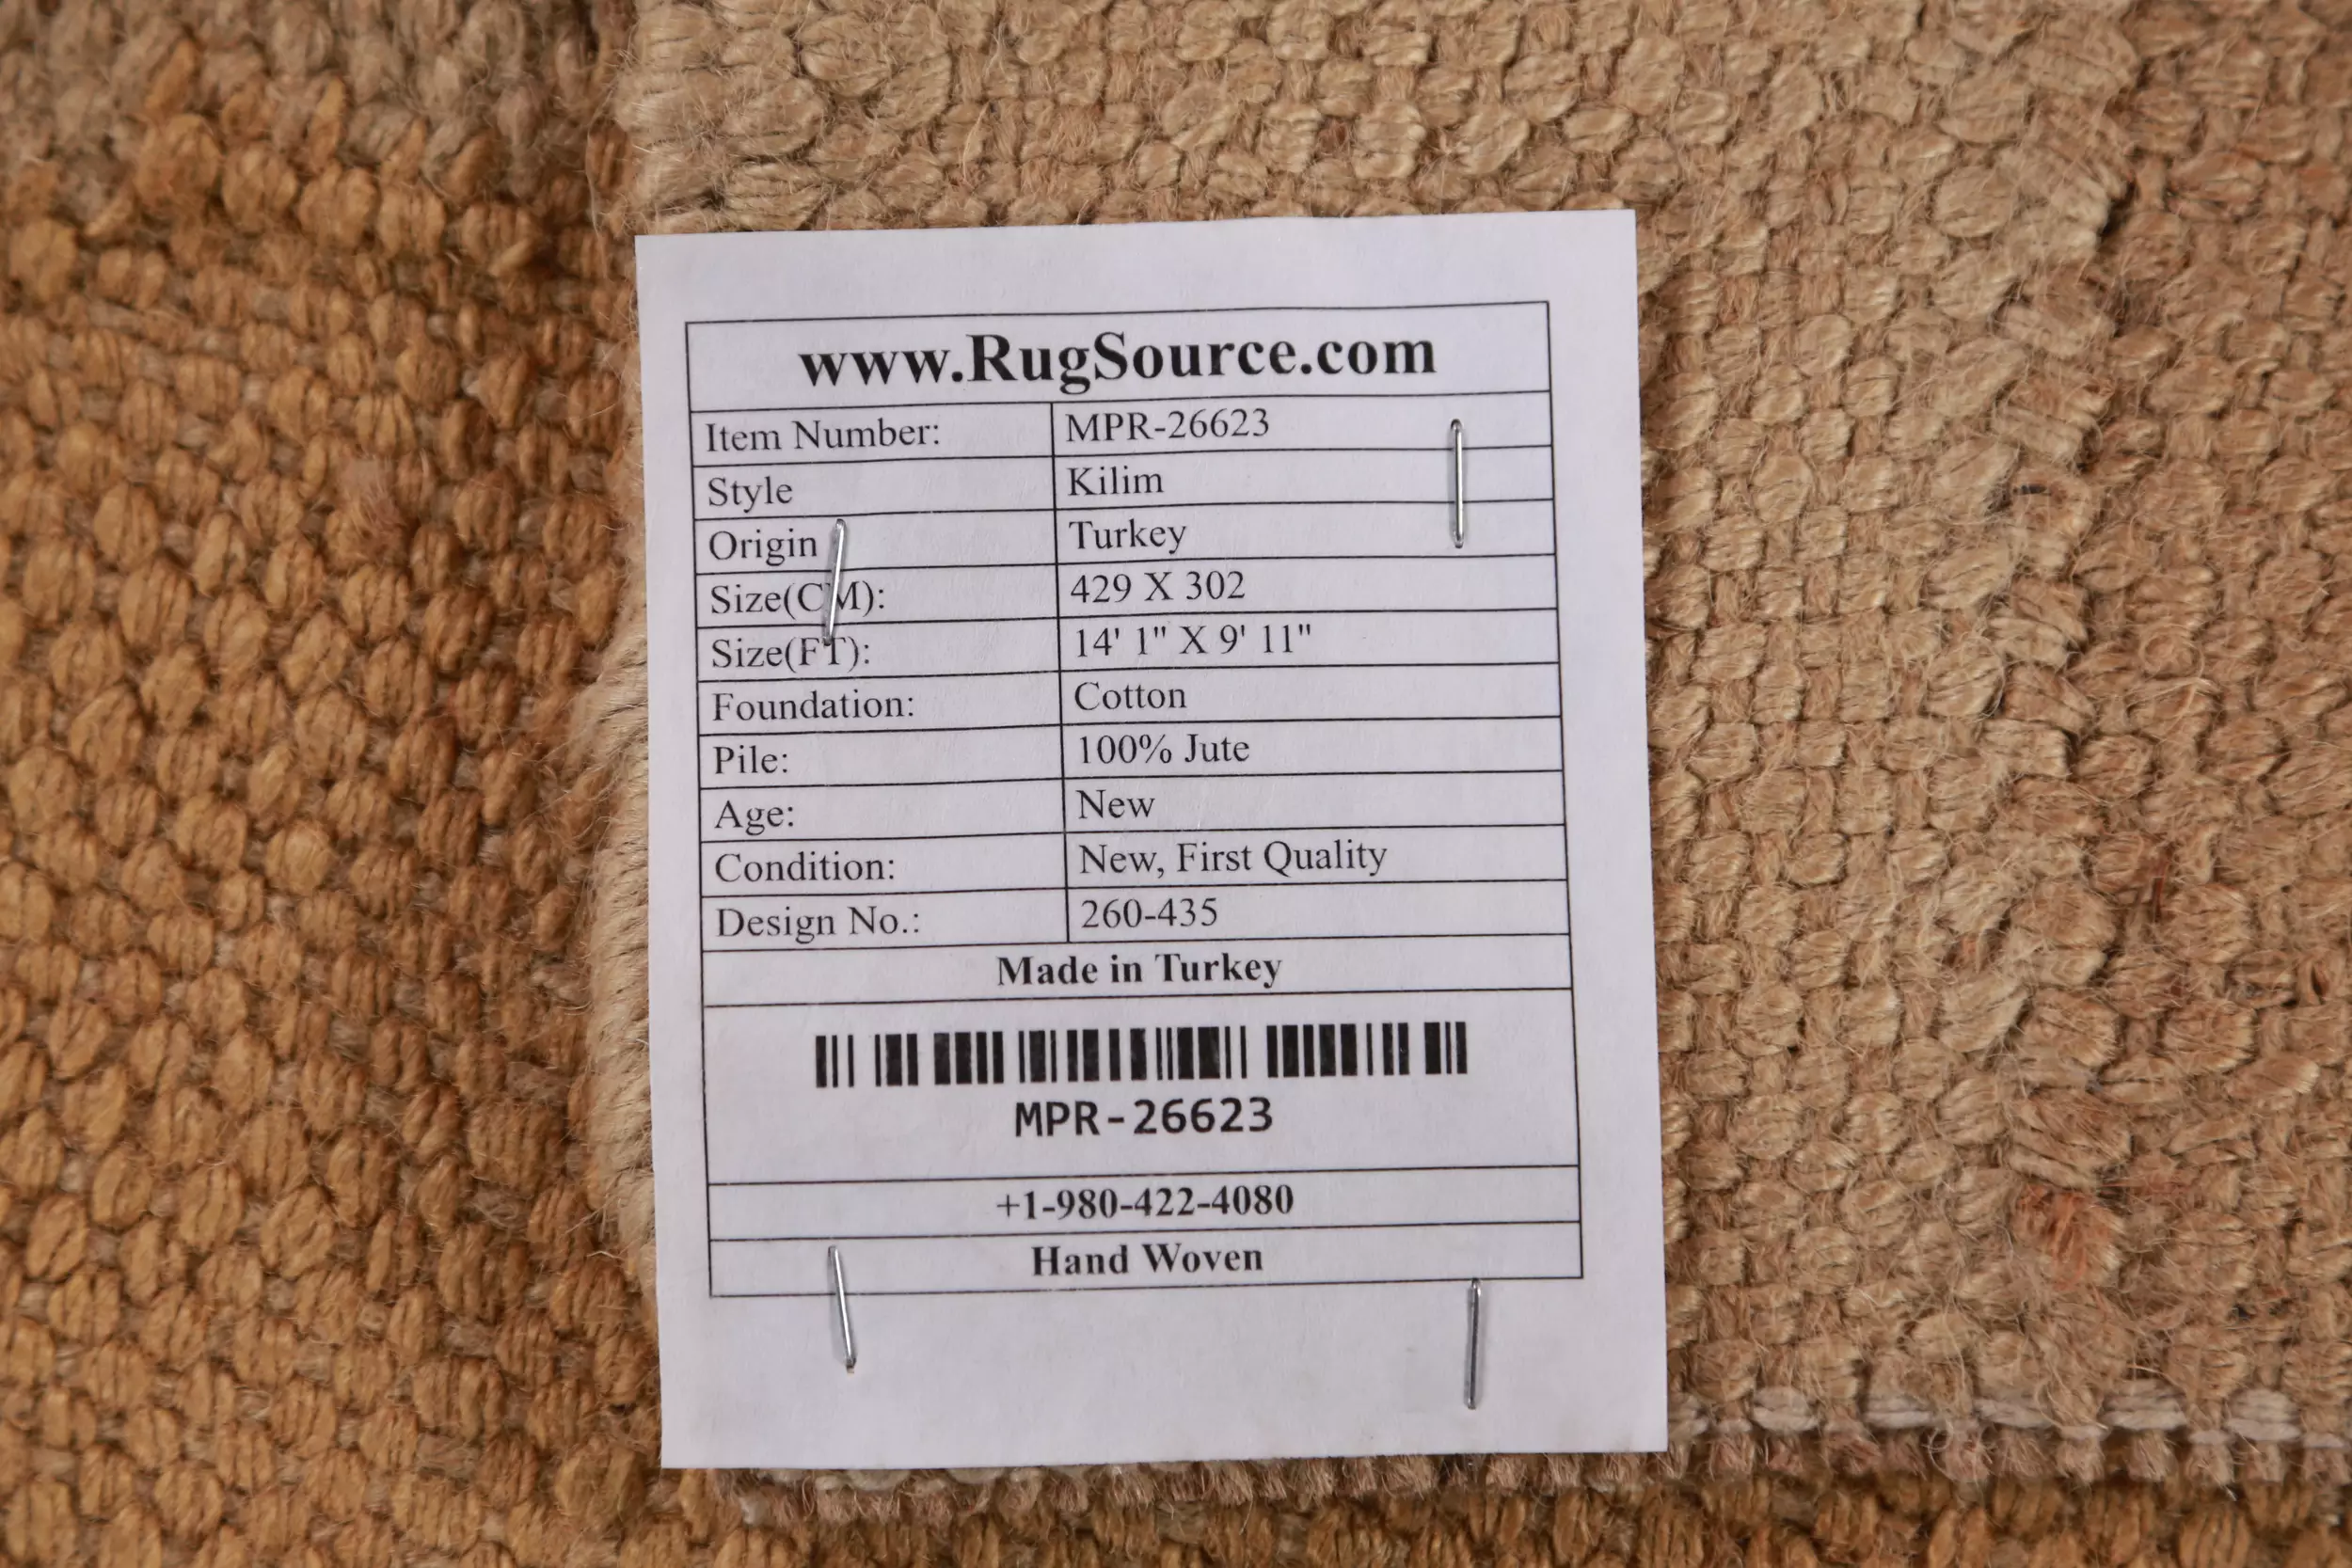 www.RugSource.com
Item Number: MPR-26623
Style Kilim
Origin Turkey
Size(CM): 429 X 302
Size(FT): 14' 1" X 9' 11"
Foundation: Cotton
Pile: 100% Jute
Age: New
Condition: New, First Quality
Design No.: 260-435
Made in Turkey
MPR-26623
+1-980-422-4080
Hand Woven